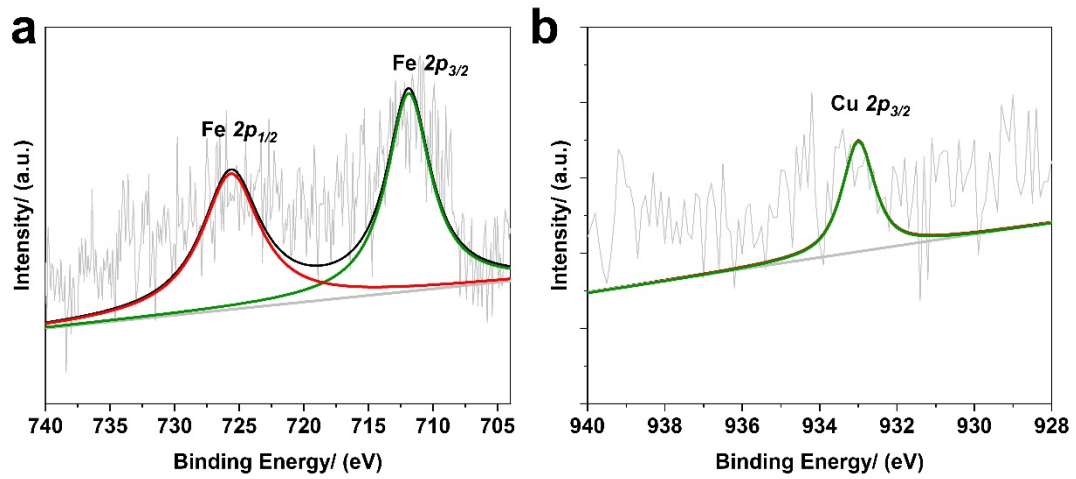 a
Fe 2p3/2
Fe 2p1/2
Intensity/ (a.u.)
740 735 730 725 720 715 710 705
Binding Energy/ (eV)
b
Cu 2p3/2
Intensity/ (a.u.)
940 938 936 934 932 930 928
Binding Energy/ (eV)